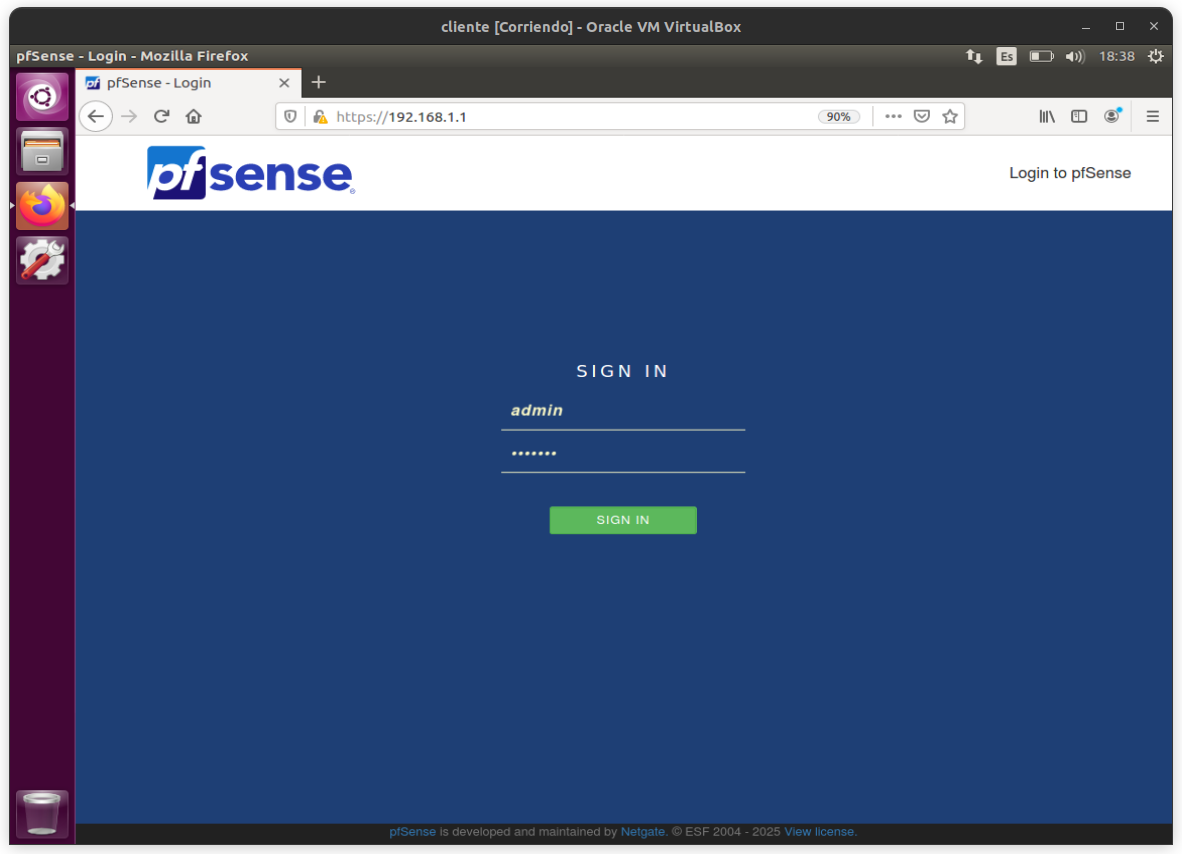 cliente [Corriendo] - Oracle VM VirtualBox
pfSense - Login - Mozilla Firefox
Es
18:38
pf pfSense - Login
https://192.168.1.1
90%
pfsense®
Login to pfSense
SIGN IN
admin
•••••••
SIGN IN
pfSense is developed and maintained by Netgate. © ESF 2004 - 2025 View license.